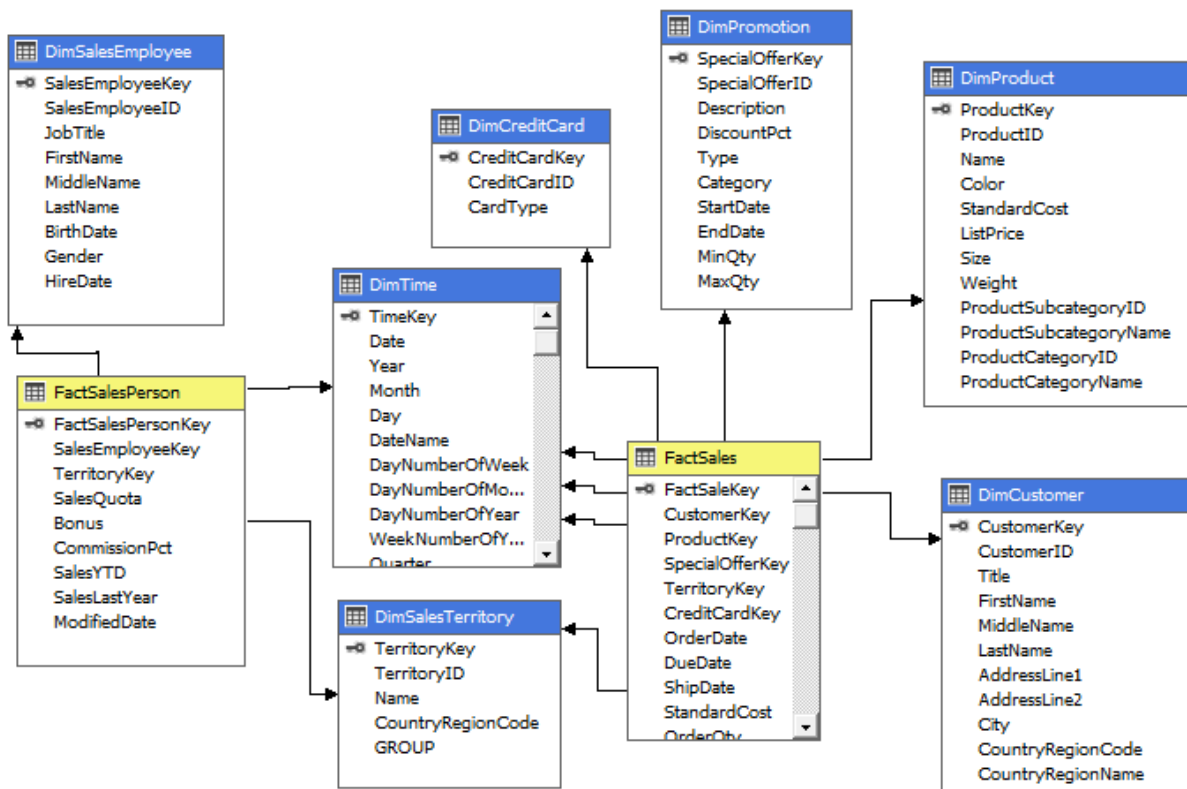 DimSalesEmployee
SalesEmployeeKey
SalesEmployeeID
JobTitle
FirstName
MiddleName
LastName
BirthDate
Gender
HireDate
DimCreditCard
CreditCardKey
CreditCardID
CardType
DimPromotion
SpecialOfferKey
SpecialOfferID
Description
DiscountPct
Type
Category
StartDate
EndDate
MinQty
MaxQty
DimProduct
ProductKey
ProductID
Name
Color
StandardCost
ListPrice
Size
Weight
ProductSubcategoryID
ProductSubcategoryName
ProductCategoryID
ProductCategoryName
DimTime
TimeKey
Date
Year
Month
Day
DateName
DayNumberOfWeek
DayNumberOfMo...
DayNumberOfYear
WeekNumberOfY...
Quarter
FactSalesPerson
FactSalesPersonKey
SalesEmployeeKey
TerritoryKey
SalesQuota
Bonus
CommissionPct
SalesYTD
SalesLastYear
ModifiedDate
FactSales
FactSaleKey
CustomerKey
ProductKey
SpecialOfferKey
TerritoryKey
CreditCardKey
OrderDate
DueDate
ShipDate
StandardCost
OrderQty
DimCustomer
CustomerKey
CustomerID
Title
FirstName
MiddleName
LastName
AddressLine1
AddressLine2
City
CountryRegionCode
CountryRegionName
DimSalesTerritory
TerritoryKey
TerritoryID
Name
CountryRegionCode
GROUP